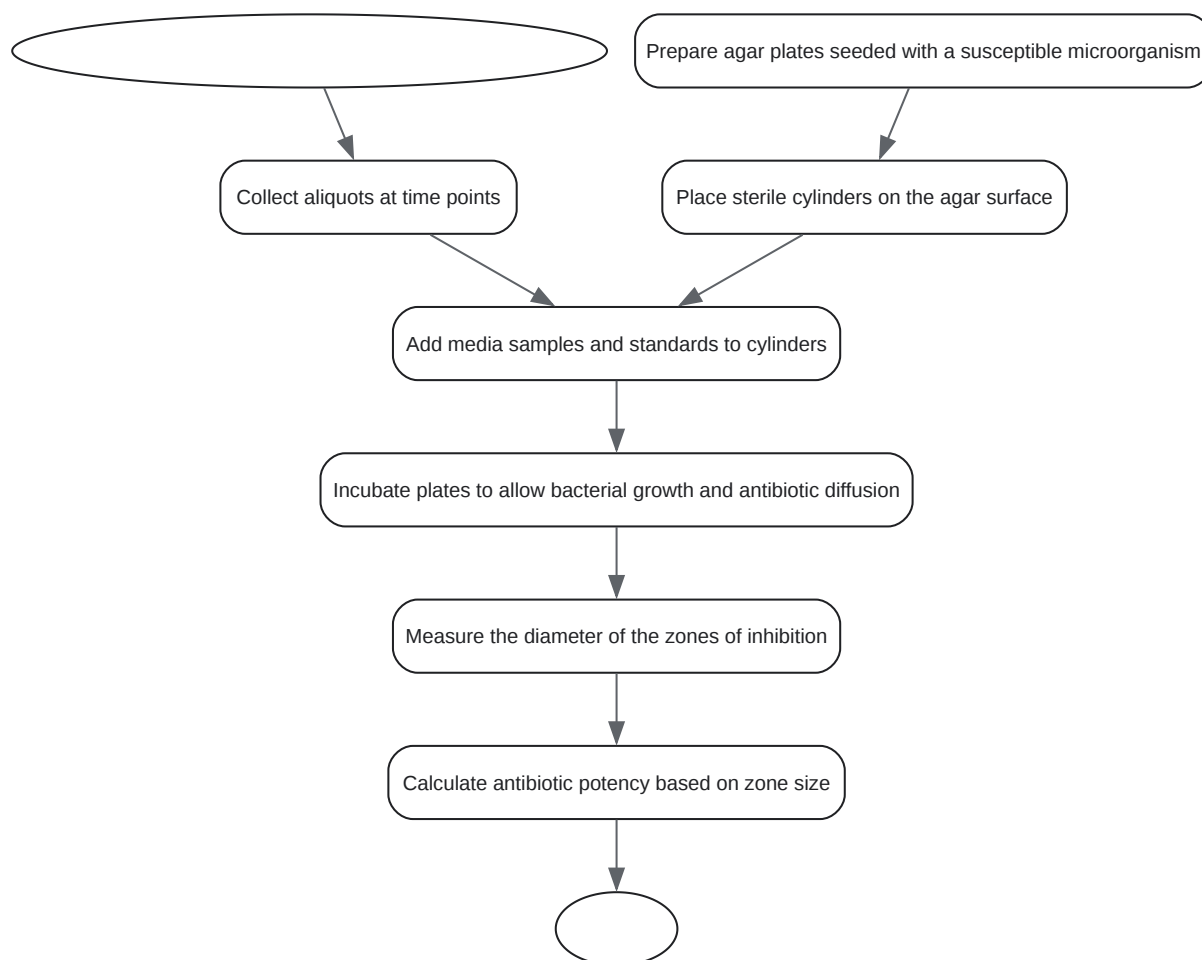 Prepare agar plates seeded with a susceptible microorganism
Collect aliquots at time points
Place sterile cylinders on the agar surface
Add media samples and standards to cylinders
Incubate plates to allow bacterial growth and antibiotic diffusion
Measure the diameter of the zones of inhibition
Calculate antibiotic potency based on zone size